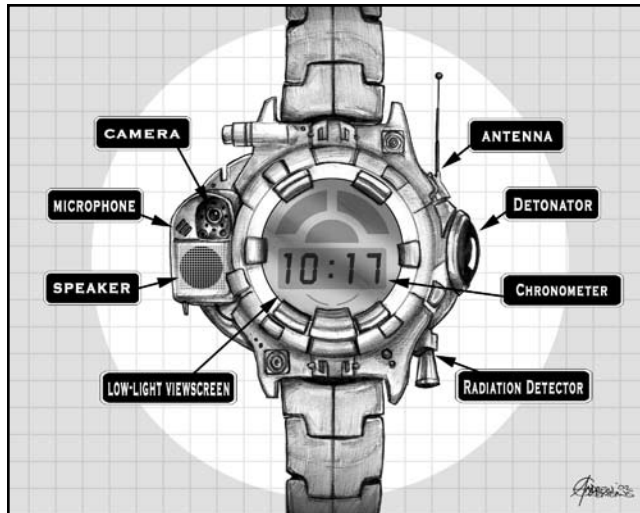 CAMERA
ANTENNA
MICROPHONE
DETONATOR
SPEAKER
10:17
CHRONOMETER
LOW-LIGHT VIEWSCREEN
RADIATION DETECTOR